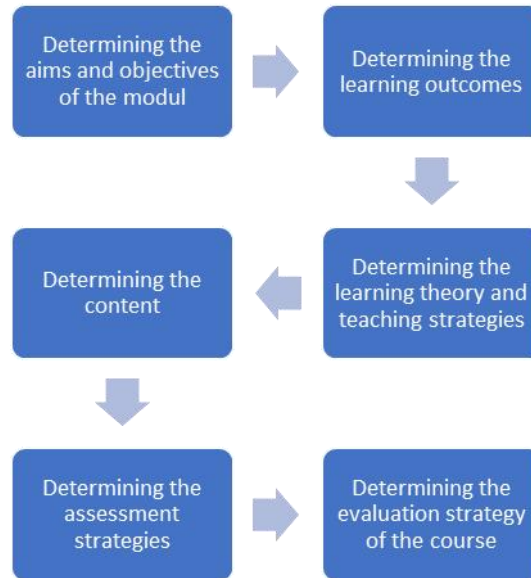 Determining the
aims and objectives
of the modul
Determining the
learning outcomes
Determining the
learning theory and
teaching strategies
Determining the
content
Determining the
assessment
strategies
Determining the
evaluation strategy
of the course